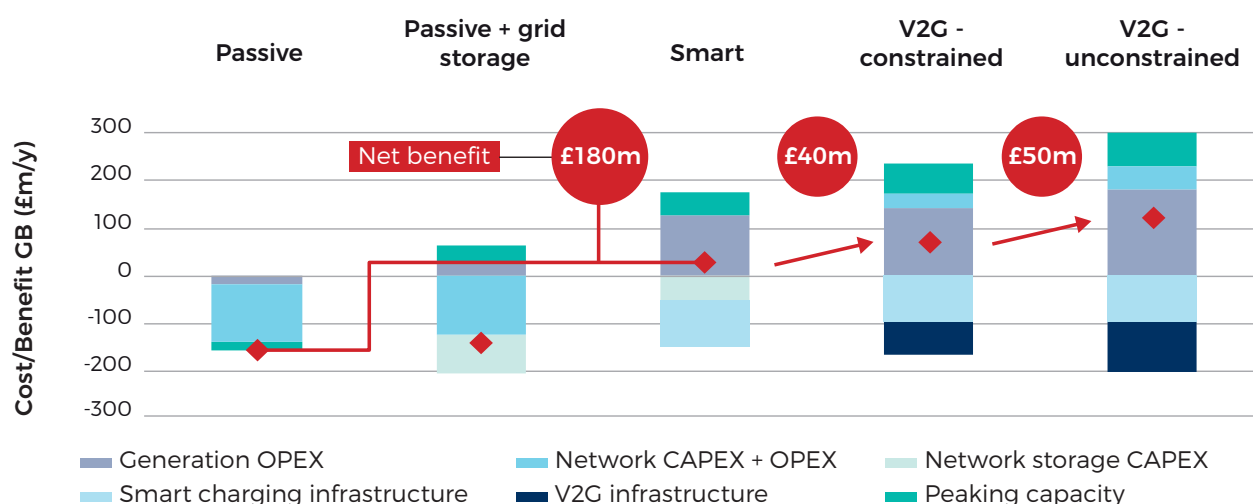 Passive
Passive + grid
storage
Smart
V2G -
constrained
V2G -
unconstrained
Cost/Benefit GB (£m/y)
300
200
100
0
-100
-200
-300
Net benefit
£180m
£40m
£50m
Generation OPEX
Network CAPEX + OPEX
Network storage CAPEX
Smart charging infrastructure
V2G infrastructure
Peaking capacity